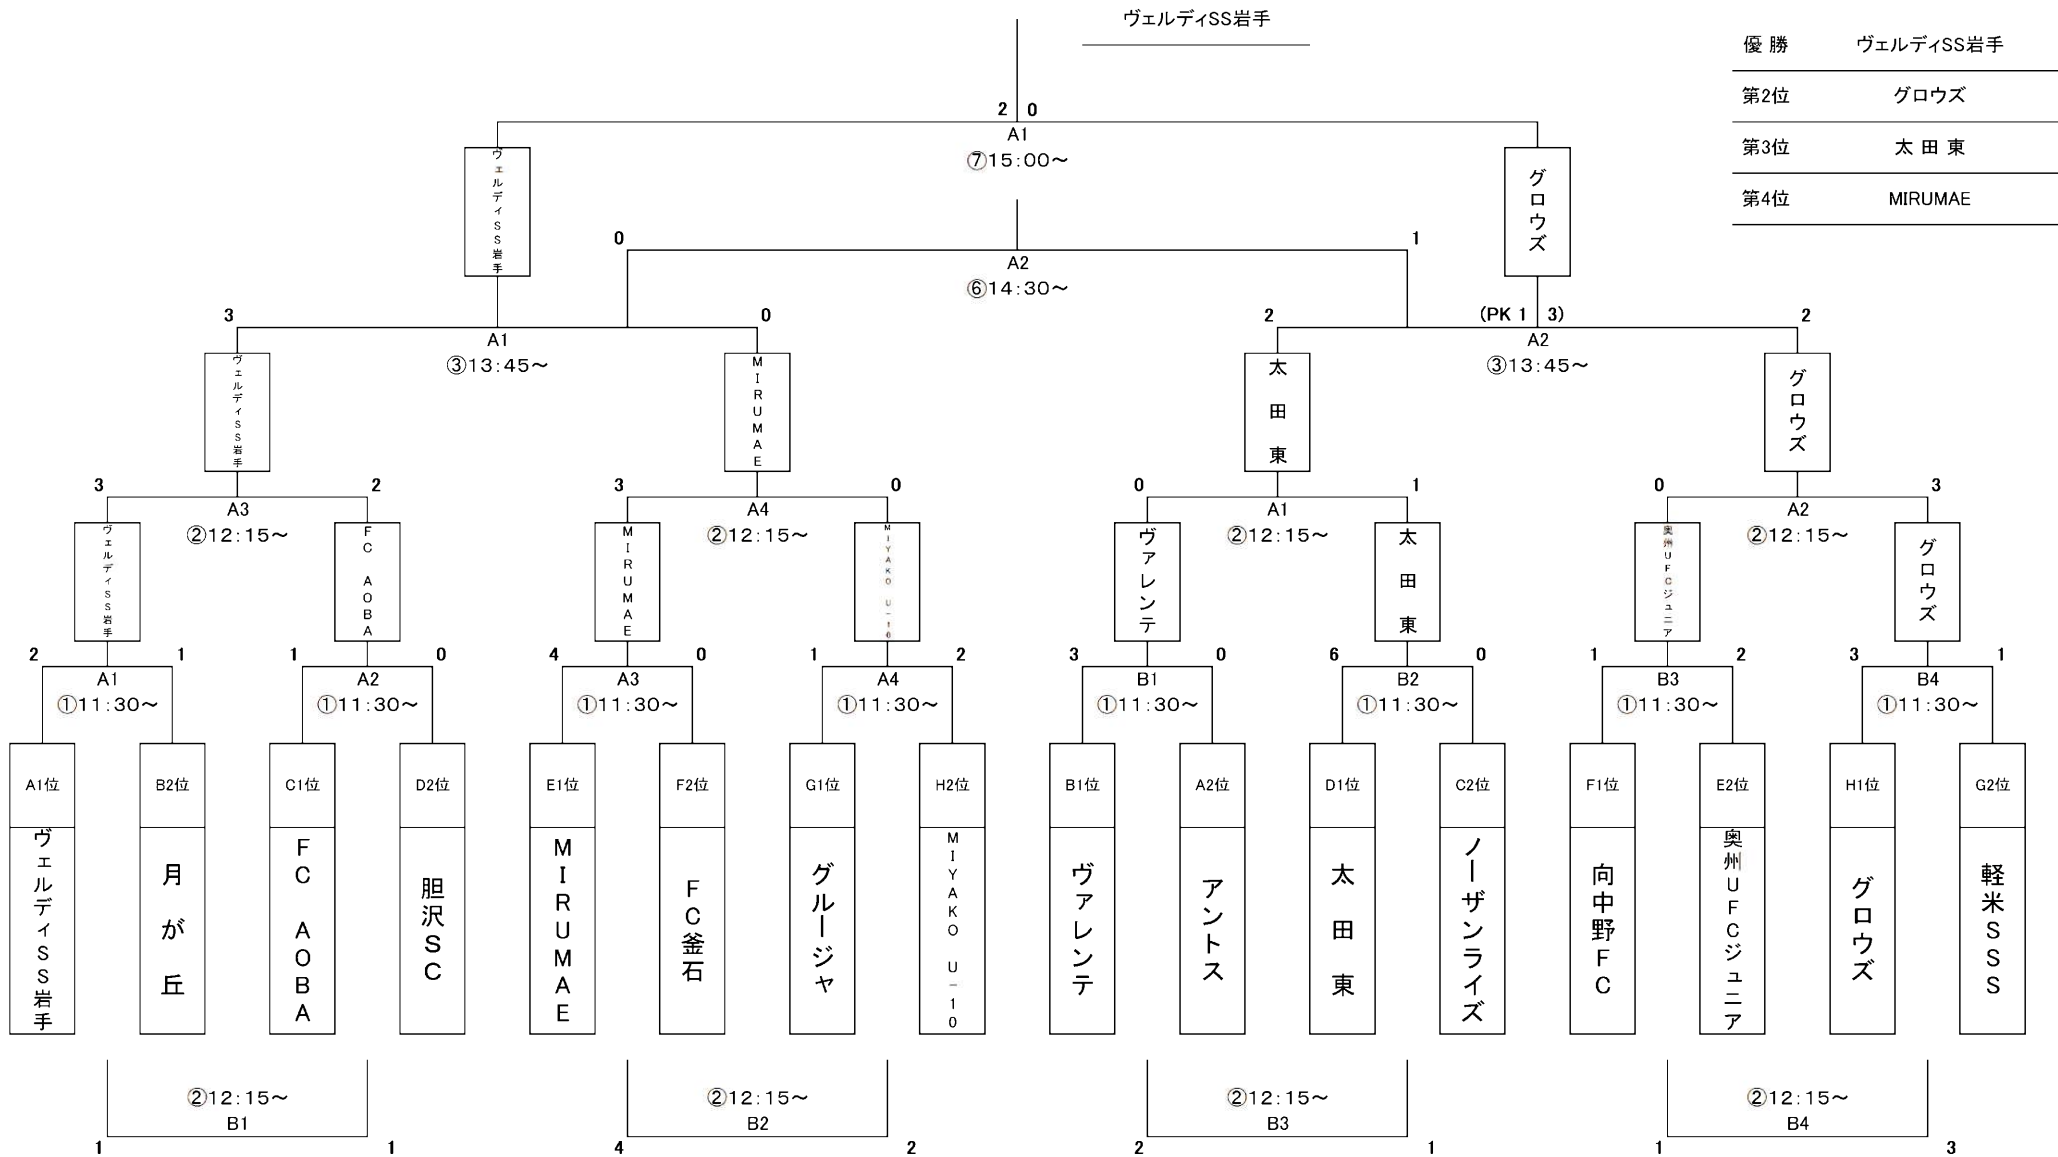 ヴェルディSS岩手
優 勝 ヴェルディSS岩手
第2位 グロウズ
第3位 太 田 東
第4位 MIRUMAE
2 0
A1
⑦15:00～
ヴェルディSS岩手
グロウズ
0 1
A2
⑥14:30～
3 0
A1
③13:45～
2 (PK 1 3) 2
A2
③13:45～
ヴェルディSS岩手
MIRUMAE
太 田 東
グロウズ
3 2
A3
②12:15～
3 0
A4
②12:15～
0 1
A1
②12:15～
0 3
A2
②12:15～
ヴェルディSS岩手
FC AOBA
MIRUMAE
MIYAKO U-10
ヴァレンテ
太 田 東
奥州UFCジュニア
グロウズ
2 1
A1
①11:30～
1 0
A2
①11:30～
4 0
A3
①11:30～
1 2
A4
①11:30～
3 0
B1
①11:30～
6 0
B2
①11:30～
1 2
B3
①11:30～
3 1
B4
①11:30～
A1位
ヴェルディSS岩手
B2位
月が丘
C1位
FC AOBA
D2位
胆沢SC
E1位
MIRUMAE
F2位
FC釜石
G1位
グルージャ
H2位
MIYAKO U-10
B1位
ヴァレンテ
A2位
アントス
D1位
太 田 東
C2位
ノーザンライズ
F1位
向中野FC
E2位
奥州UFCジュニア
H1位
グロウズ
G2位
軽米SSS
②12:15～
B1
1 1
②12:15～
B2
4 2
②12:15～
B3
2 1
②12:15～
B4
1 3